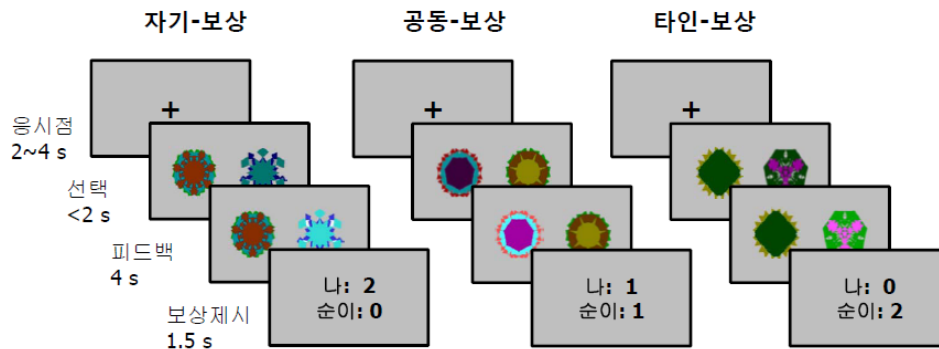 자기-보상
공동-보상
타인-보상
응시점
2~4 s
선택
<2 s
피드백
4 s
보상제시
1.5 s
+
+
+
나: 2
순이: 0
나: 1
순이: 1
나: 0
순이: 2